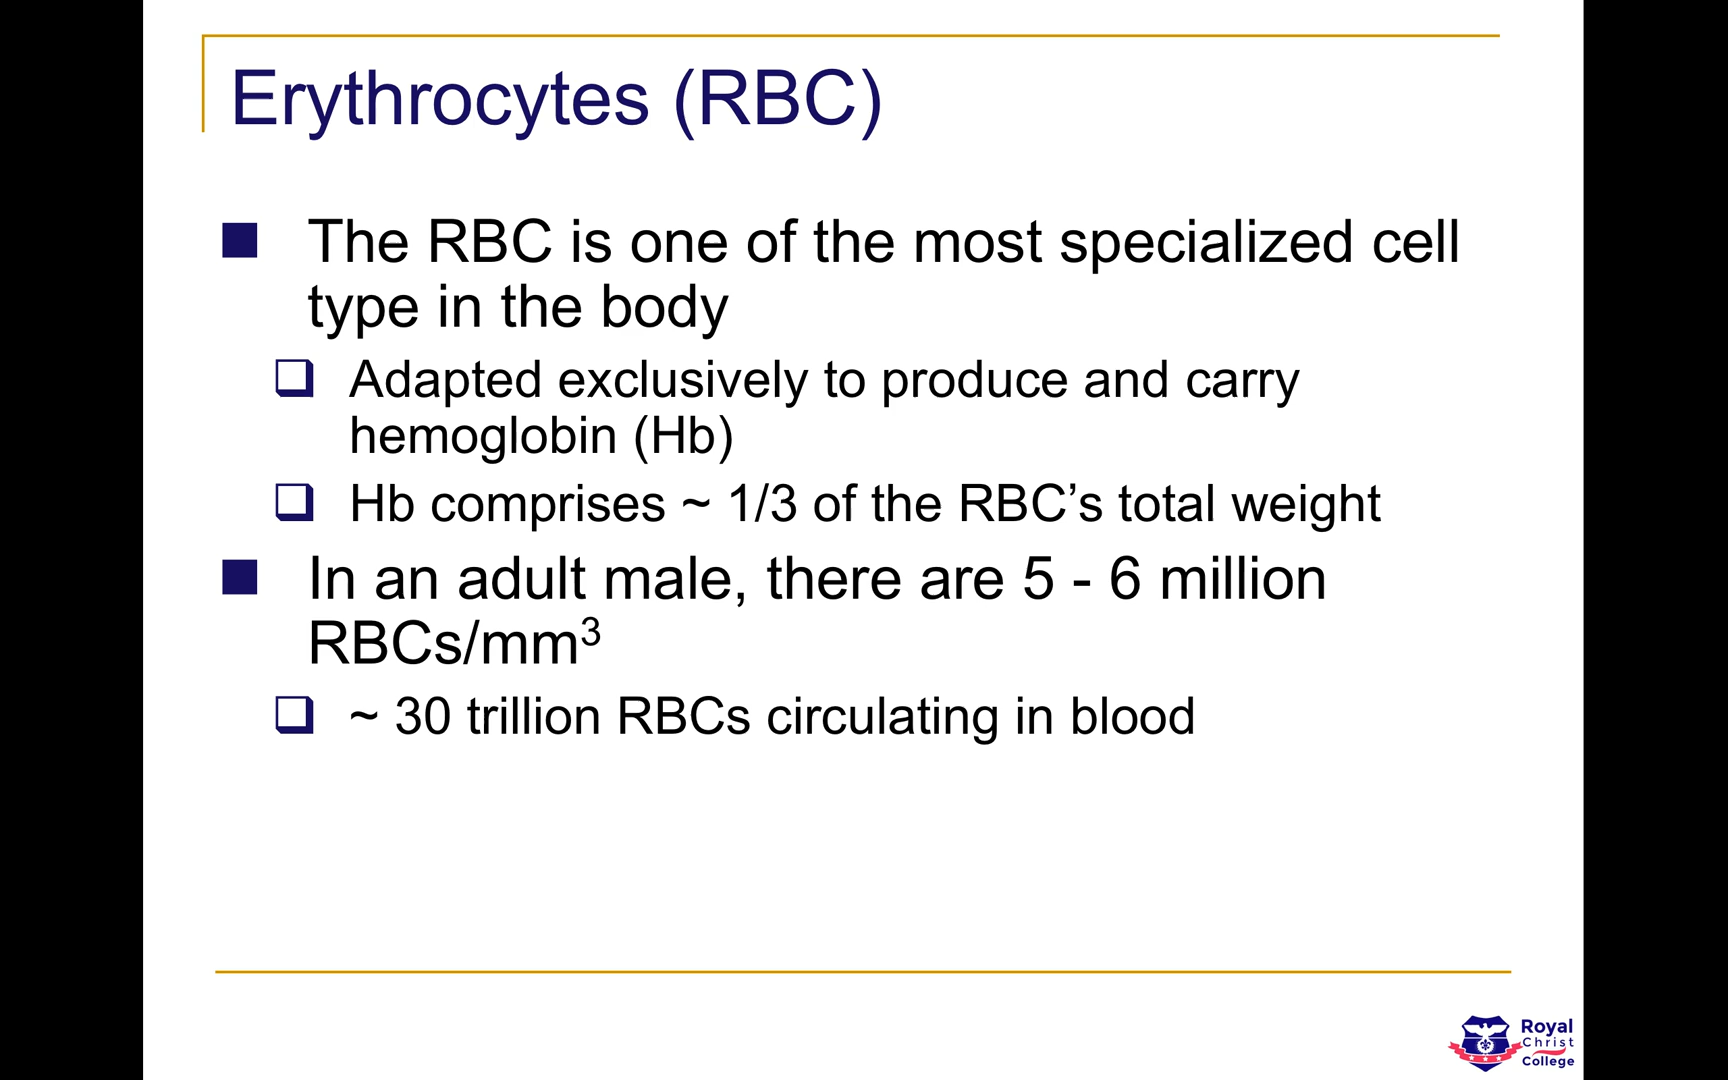 Erythrocytes (RBC)
The RBC is one of the most specialized cell
type in the body
Adapted exclusively to produce and carry
hemoglobin (Hb)
Hb comprises ~ 1/3 of the RBC’s total weight
In an adult male, there are 5 - 6 million
RBCs/mm³
~ 30 trillion RBCs circulating in blood
Royal
Christ
College